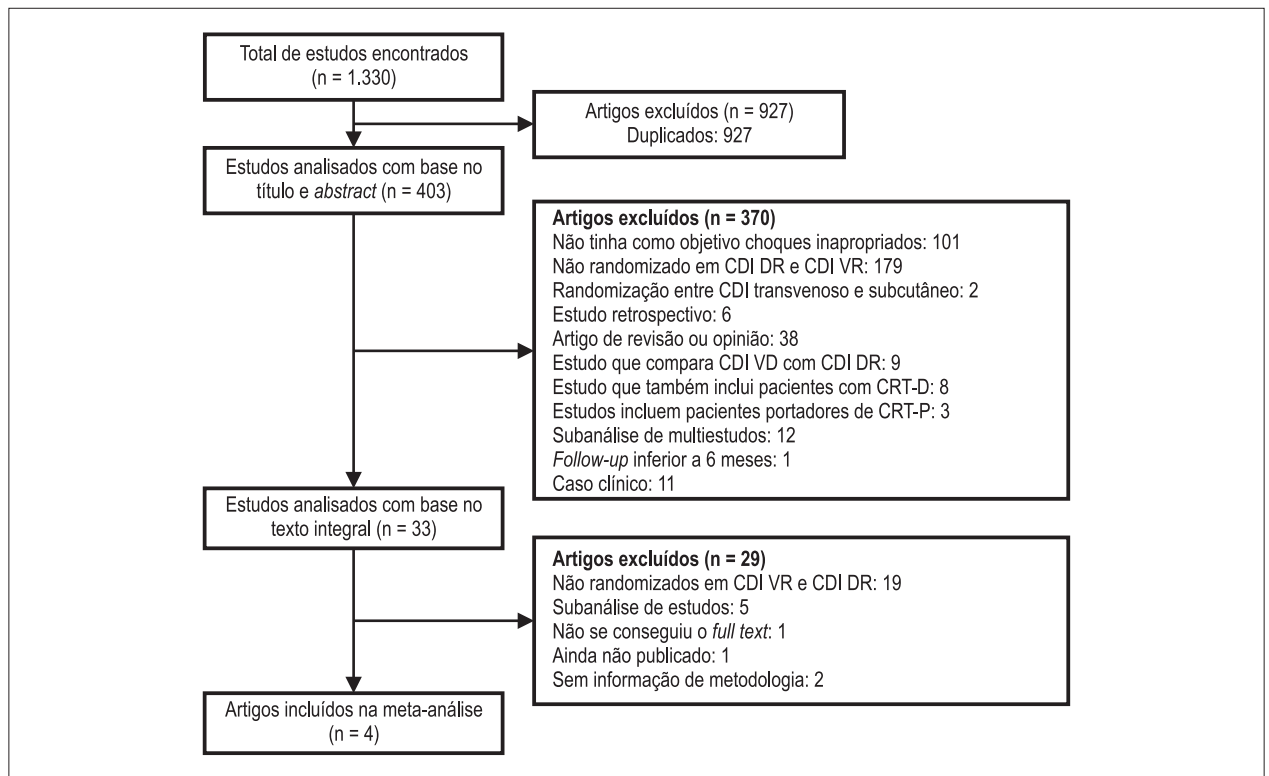 Total de estudos encontrados
(n = 1.330)
Artigos excluídos (n = 927)
Duplicados: 927
Estudos analisados com base no
título e abstract (n = 403)
Artigos excluídos (n = 370)
Não tinha como objetivo choques inapropriados: 101
Não randomizado em CDI DR e CDI VR: 179
Randomização entre CDI transvenoso e subcutâneo: 2
Estudo retrospectivo: 6
Artigo de revisão ou opinião: 38
Estudo que compara CDI VD com CDI DR: 9
Estudo que também inclui pacientes com CRT-D: 8
Estudos incluem pacientes portadores de CRT-P: 3
Subanálise de multiestudos: 12
Follow-up inferior a 6 meses: 1
Caso clínico: 11
Estudos analisados com base no
texto integral (n = 33)
Artigos excluídos (n = 29)
Não randomizados em CDI VR e CDI DR: 19
Subanálise de estudos: 5
Não se conseguiu o full text: 1
Ainda não publicado: 1
Sem informação de metodologia: 2
Artigos incluídos na meta-análise
(n = 4)